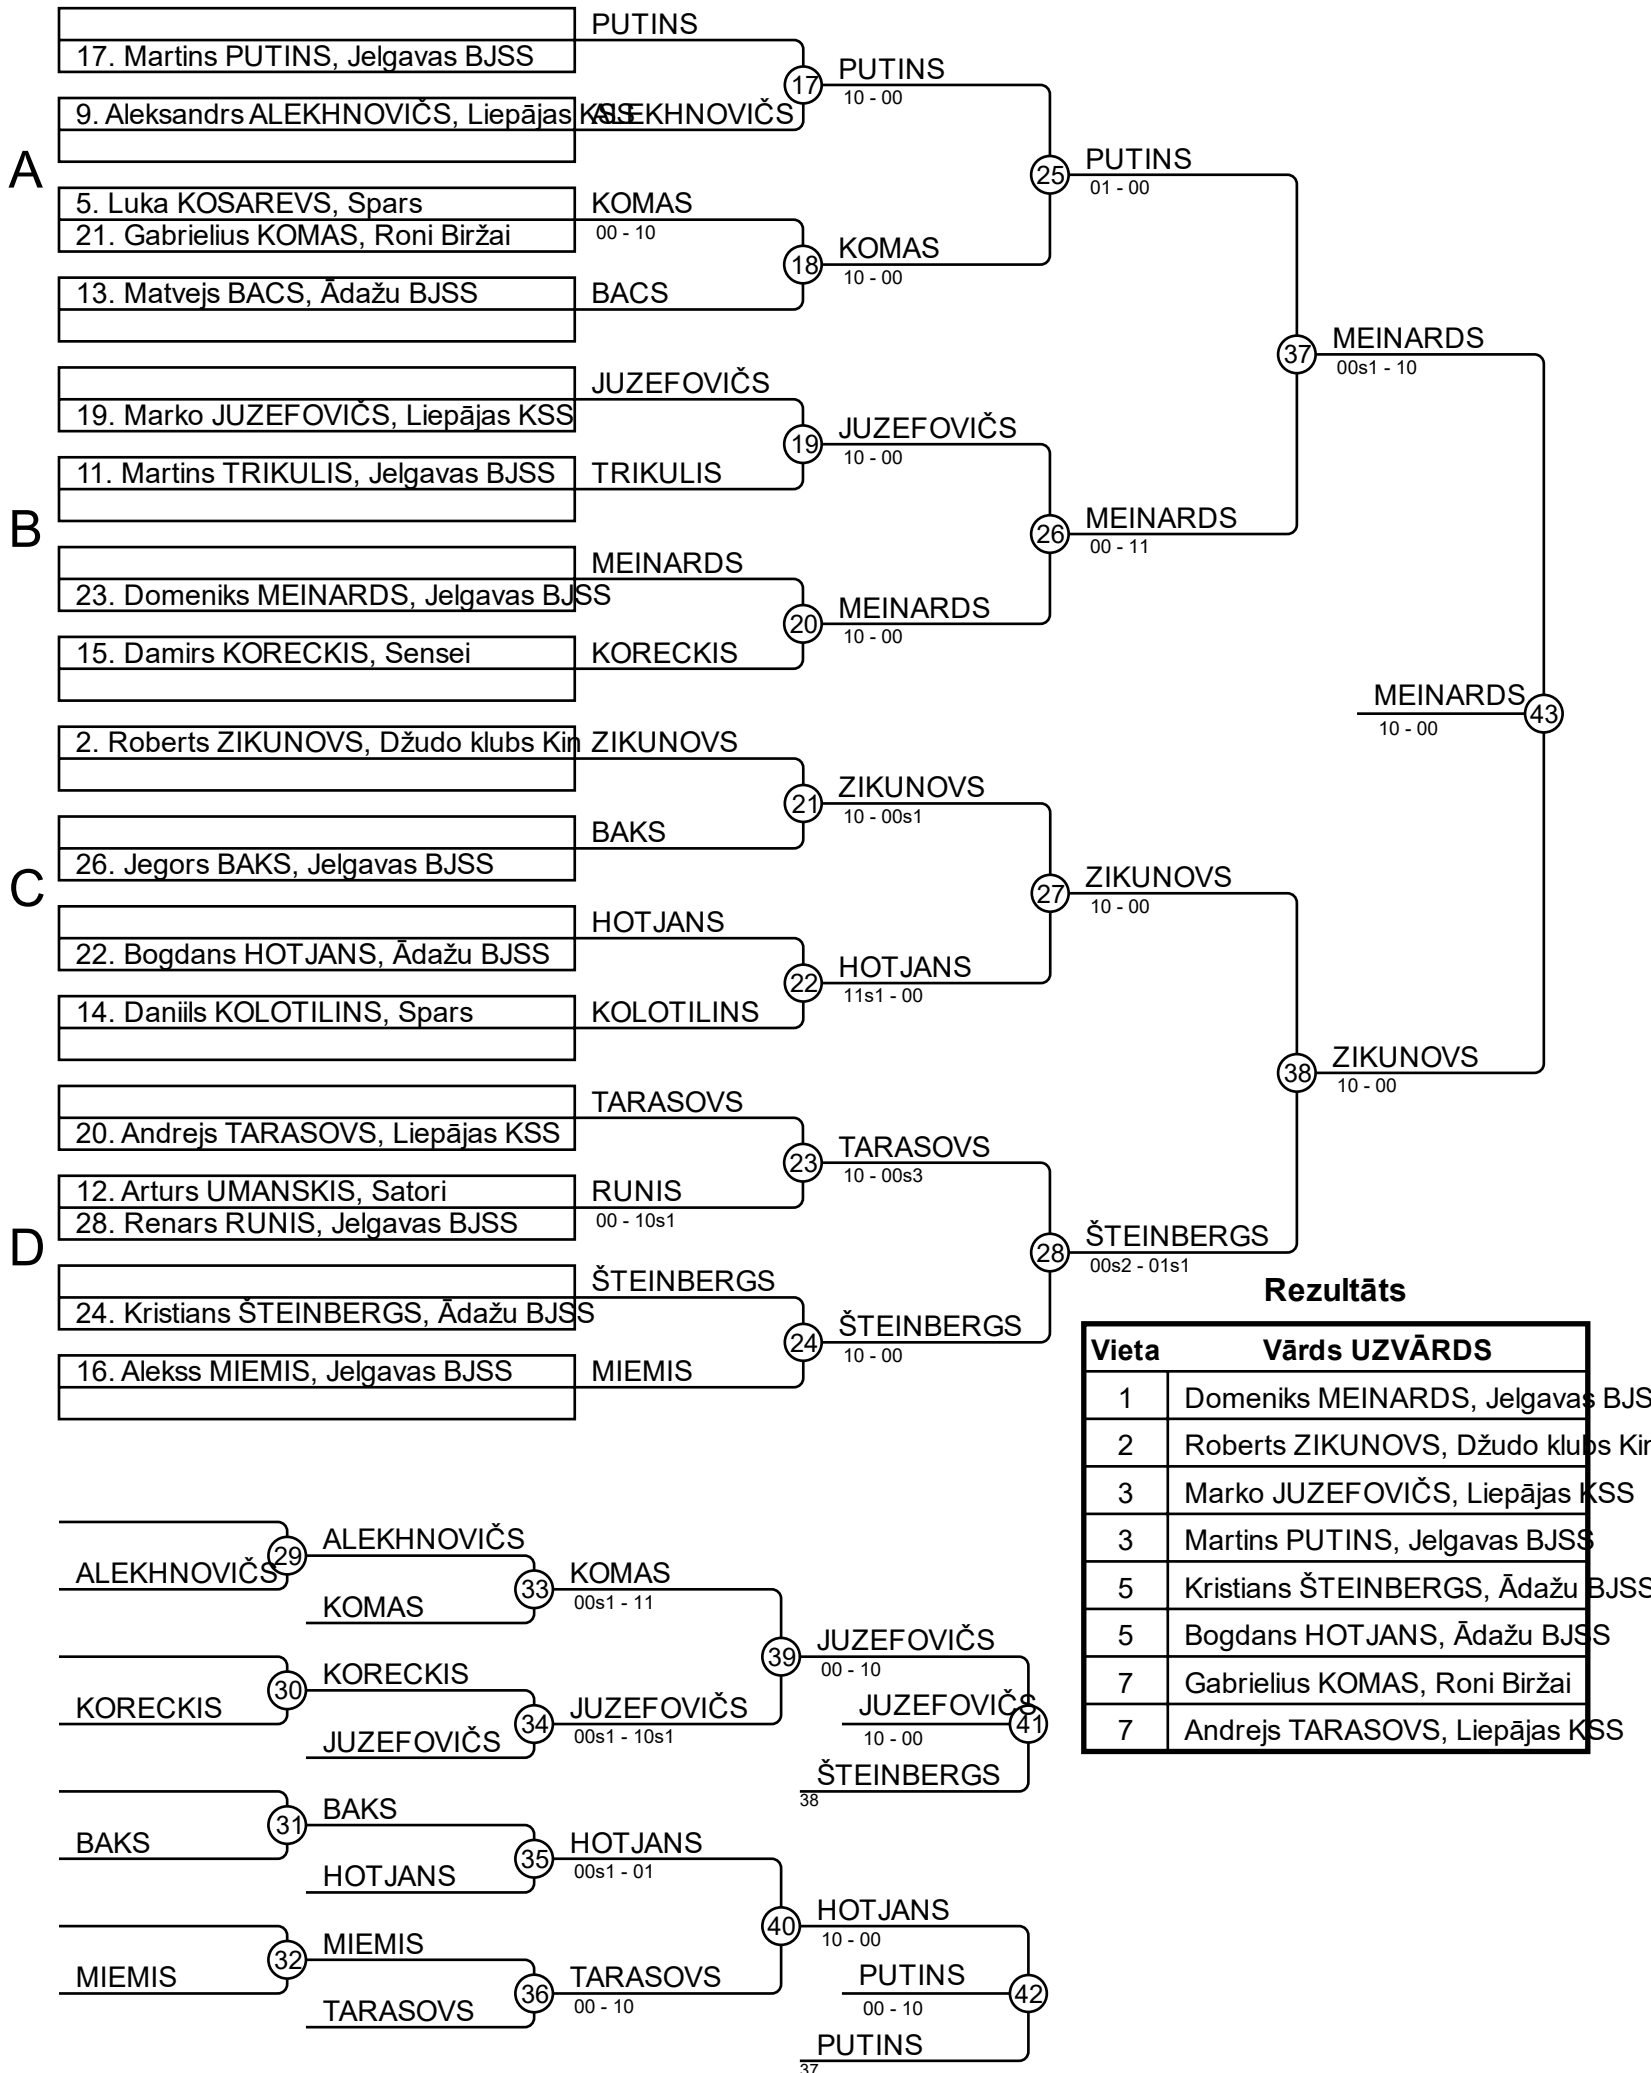 PUTINS
17. Martins PUTINS, Jelgavas BJSS
17
PUTINS
10 - 00
9. Aleksandrs ALEKHNOVIČS, Liepājas KSS
ALEKHNOVIČS
A
25
PUTINS
01 - 00
5. Luka KOSAREVS, Spars
KOMAS
21. Gabrielius KOMAS, Roni Biržai
00 - 10
18
KOMAS
10 - 00
13. Matvejs BACS, Ādažu BJSS
BACS
37
MEINARDS
00s1 - 10
JUZEFOVIČS
19. Marko JUZEFOVIČS, Liepājas KSS
19
JUZEFOVIČS
10 - 00
11. Martins TRIKULIS, Jelgavas BJSS
TRIKULIS
B
26
MEINARDS
00 - 11
MEINARDS
23. Domeniks MEINARDS, Jelgavas BJSS
20
MEINARDS
10 - 00
15. Damirs KORECKIS, Sensei
KORECKIS
MEINARDS
43
10 - 00
2. Roberts ZIKUNOVS, Džudo klubs Kin
ZIKUNOVS
21
ZIKUNOVS
10 - 00s1
BAKS
26. Jegors BAKS, Jelgavas BJSS
C
27
ZIKUNOVS
10 - 00
HOTJANS
22. Bogdans HOTJANS, Ādažu BJSS
22
HOTJANS
11s1 - 00
14. Daniils KOLOTILINS, Spars
KOLOTILINS
38
ZIKUNOVS
10 - 00
TARASOVS
20. Andrejs TARASOVS, Liepājas KSS
23
TARASOVS
10 - 00s3
12. Arturs UMANSKIS, Satori
RUNIS
28. Renars RUNIS, Jelgavas BJSS
00 - 10s1
D
28
ŠTEINBERGS
00s2 - 01s1
ŠTEINBERGS
24. Kristians ŠTEINBERGS, Ādažu BJSS
24
ŠTEINBERGS
10 - 00
16. Alekss MIEMIS, Jelgavas BJSS
MIEMIS
Rezultāts
Vieta Vārds UZVĀRDS
1 Domeniks MEINARDS, Jelgavas BJS
2 Roberts ZIKUNOVS, Džudo klubs Kin
3 Marko JUZEFOVIČS, Liepājas KSS
3 Martins PUTINS, Jelgavas BJSS
5 Kristians ŠTEINBERGS, Ādažu BJSS
5 Bogdans HOTJANS, Ādažu BJSS
7 Gabrielius KOMAS, Roni Biržai
7 Andrejs TARASOVS, Liepājas KSS
ALEKHNOVIČS
29
ALEKHNOVIČS
KOMAS
33
KOMAS
00s1 - 11
KORECKIS
30
KORECKIS
JUZEFOVIČS
34
JUZEFOVIČS
00s1 - 10s1
39
JUZEFOVIČS
00 - 10
JUZEFOVIČS
41
10 - 00
ŠTEINBERGS
38
BAKS
31
BAKS
HOTJANS
35
HOTJANS
00s1 - 01
MIEMIS
32
MIEMIS
TARASOVS
36
TARASOVS
00 - 10
40
HOTJANS
10 - 00
PUTINS
42
00 - 10
PUTINS
37